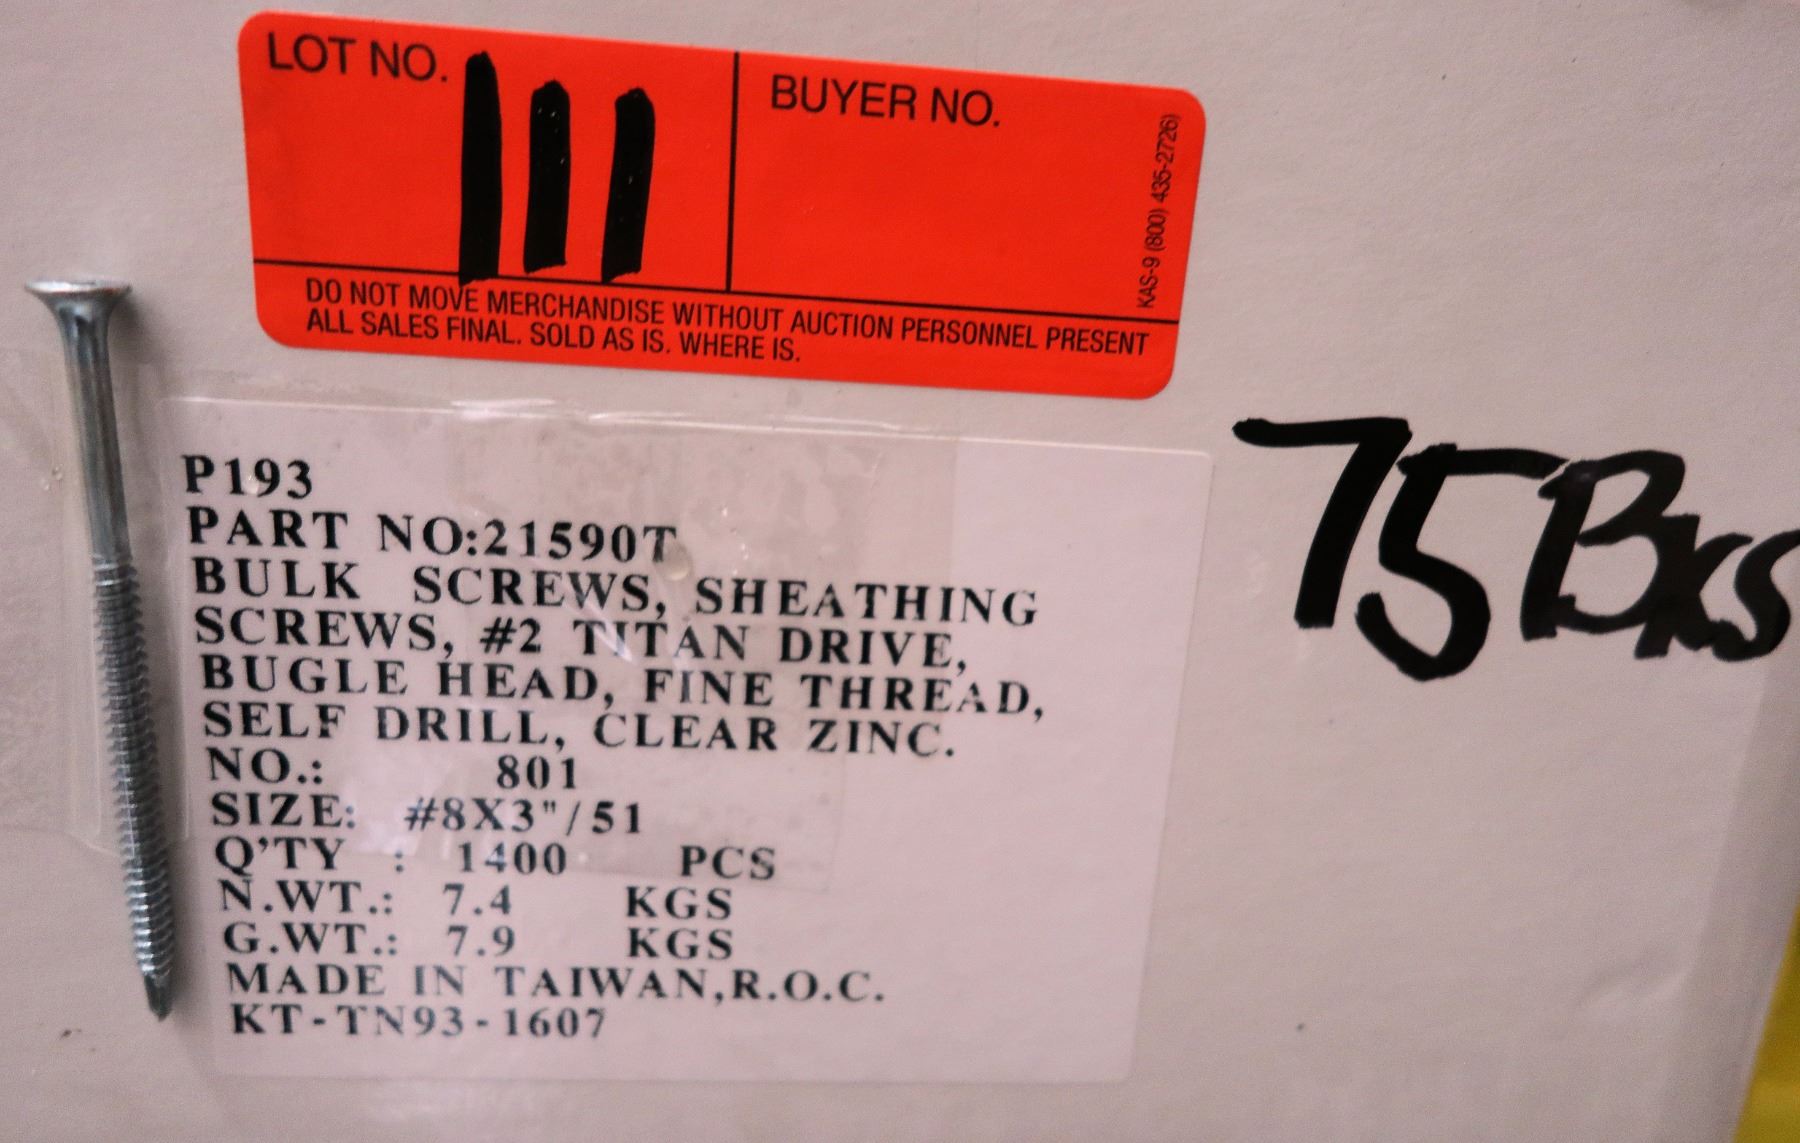 LOT NO. 111
BUYER NO.
KAS-9 (800) 435-2726)
DO NOT MOVE MERCHANDISE WITHOUT AUCTION PERSONNEL PRESENT
ALL SALES FINAL. SOLD AS IS. WHERE IS.
75 Bxs
P193
PART NO:21590T
BULK SCREWS, SHEATHING
SCREWS, #2 TITAN DRIVE,
BUGLE HEAD, FINE THREAD,
SELF DRILL, CLEAR ZINC.
NO.: 801
SIZE: #8X3"/51
Q'TY : 1400 PCS
N.WT.: 7.4 KGS
G.WT.: 7.9 KGS
MADE IN TAIWAN,R.O.C.
KT-TN93-1607